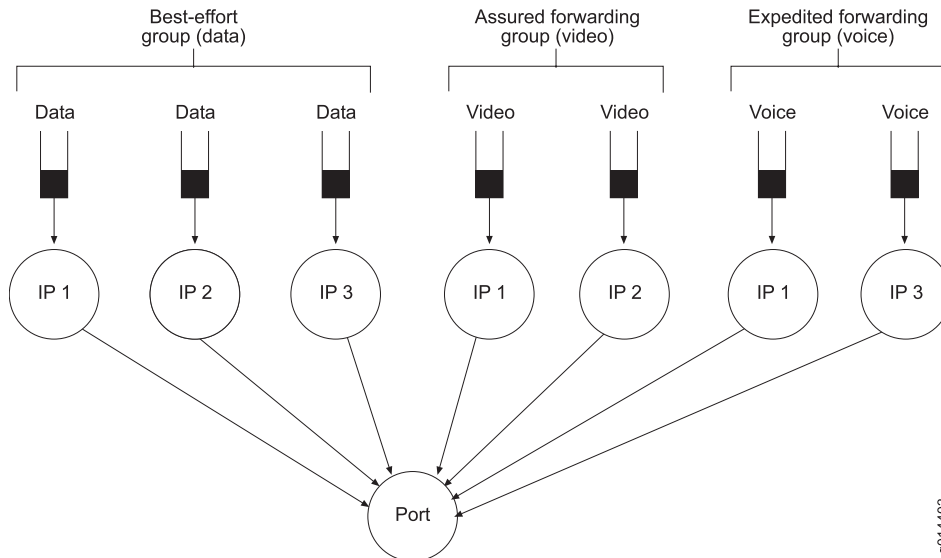 Best-effort
group (data)
Assured forwarding
group (video)
Expedited forwarding
group (voice)
Data
Data
Data
Video
Video
Voice
Voice
IP 1
IP 2
IP 3
IP 1
IP 2
IP 1
IP 3
Port